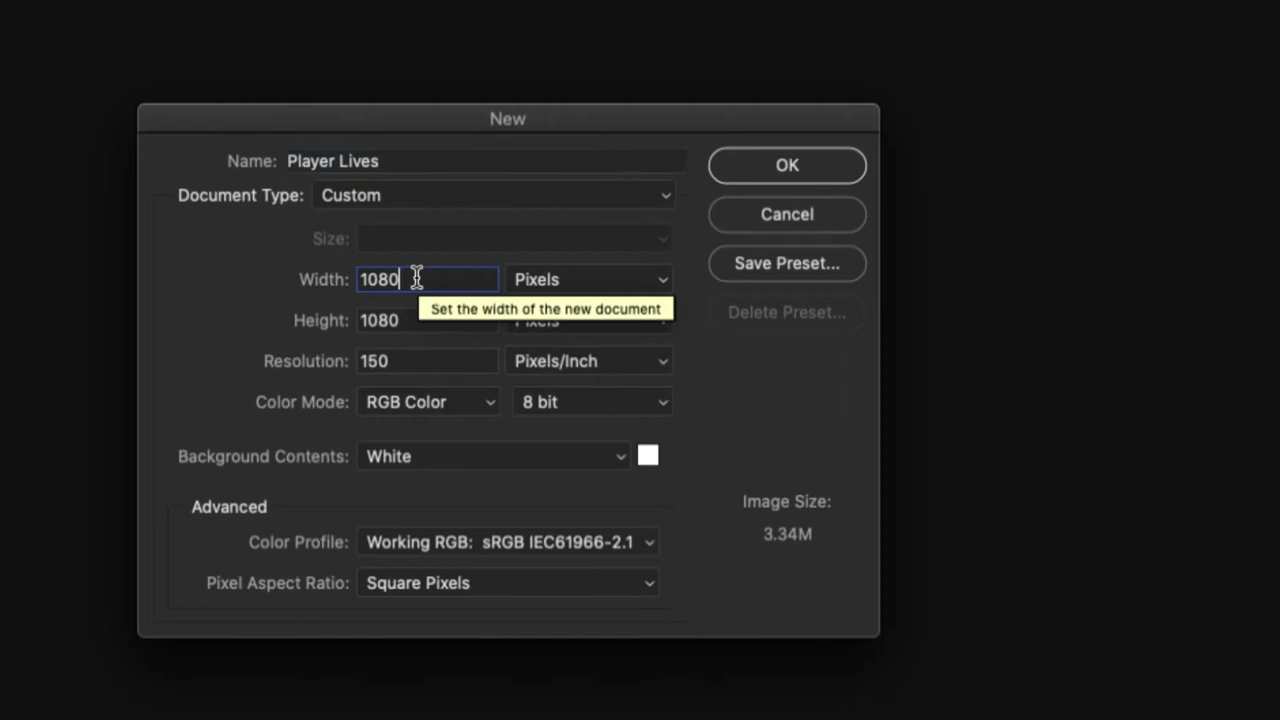 New
Name: Player Lives
OK
Document Type: Custom
Cancel
Size:
Save Preset...
Width: 1080 Pixels
Set the width of the new document
Delete Preset...
Height: 1080 Pixels
Resolution: 150 Pixels/Inch
Color Mode: RGB Color 8 bit
Background Contents: White
Advanced
Image Size:
3.34M
Color Profile: Working RGB: sRGB IEC61966-2.1
Pixel Aspect Ratio: Square Pixels